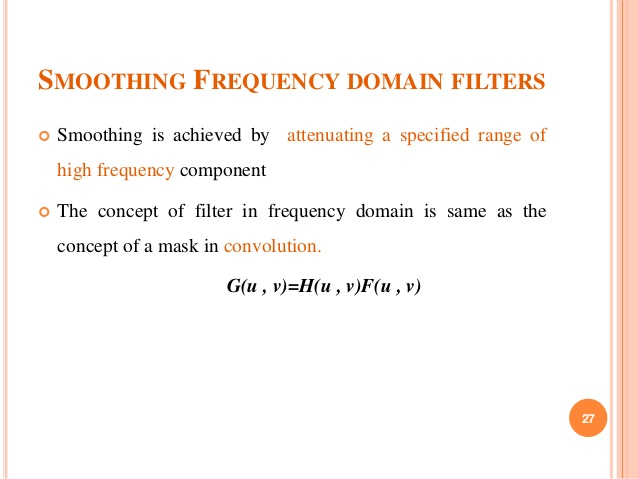 SMOOTHING FREQUENCY DOMAIN FILTERS
Smoothing is achieved by attenuating a specified range of
high frequency component
The concept of filter in frequency domain is same as the
concept of a mask in convolution.
G(u , v)=H(u , v)F(u , v)
27